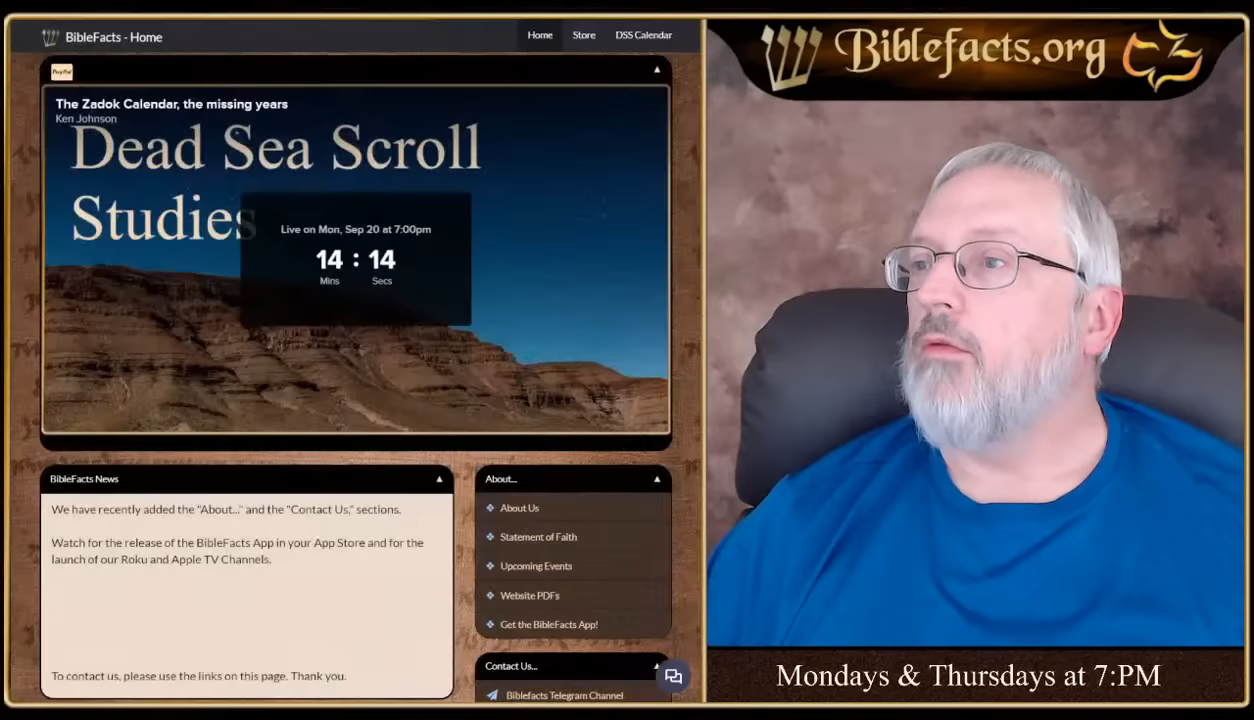 BibleFacts - Home
Home
Store
DSS Calendar
PayPal
The Zadok Calendar, the missing years
Ken Johnson
Dead Sea Scroll
Studies
Live on Mon, Sep 20 at 7:00pm
14 : 14
Mins Secs
BibleFacts News
We have recently added the "About..." and the "Contact Us," sections.
Watch for the release of the BibleFacts App in your App Store and for the
launch of our Roku and Apple TV Channels.
To contact us, please use the links on this page. Thank you.
About...
About Us
Statement of Faith
Upcoming Events
Website PDFs
Get the BibleFacts App!
Contact Us...
Biblefacts Telegram Channel
Biblefacts.org
Mondays & Thursdays at 7:PM